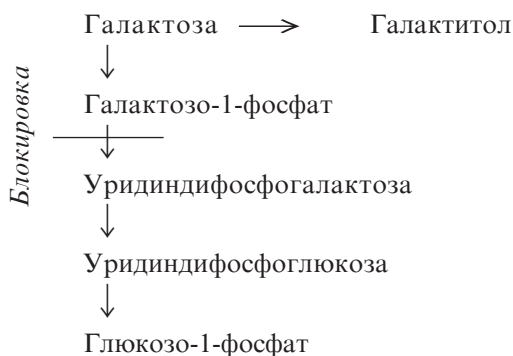 Галактоза Галактитол
Галактозо-1-фосфат
Блокировка
Уридиндифосфогалактоза
Уридиндифосфоглюкоза
Глюкозо-1-фосфат